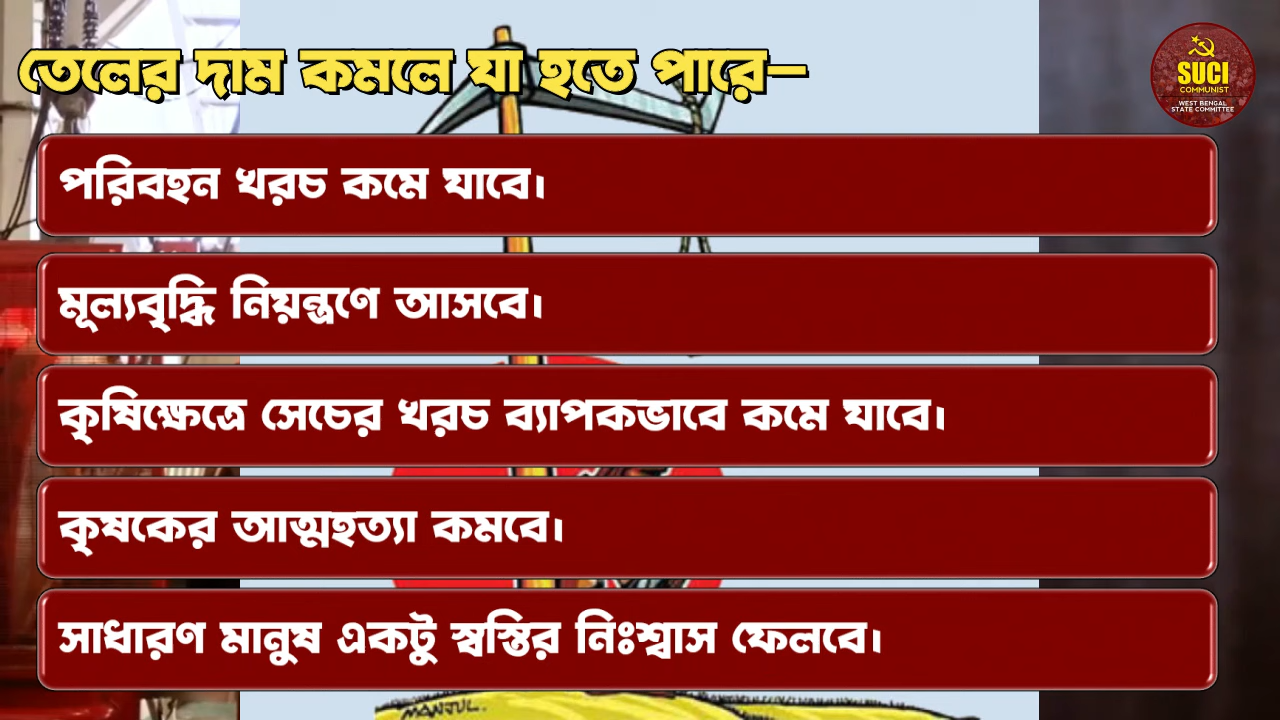 তেলের দাম কমলে যা হতে পারে–
SUCI
COMMUNIST
WEST BENGAL
STATE COMMITTEE
পরিবহন খরচ কমে যাবে।
মূল্যবৃদ্ধি নিয়ন্ত্রণে আসবে।
কৃষিক্ষেত্রে সেচের খরচ ব্যাপকভাবে কমে যাবে।
কৃষকের আত্মহত্যা কমবে।
সাধারণ মানুষ একটু স্বস্তির নিঃশ্বাস ফেলবে।
MANJUL.